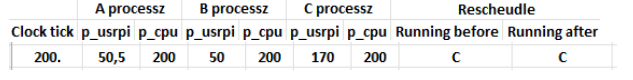 A processz B processz C processz Rescheudle
Clock tick p_usrpi p_cpu p_usrpi p_cpu p_usrpi p_cpu Running before Running after
200. 50,5 200 50 200 170 200 C C